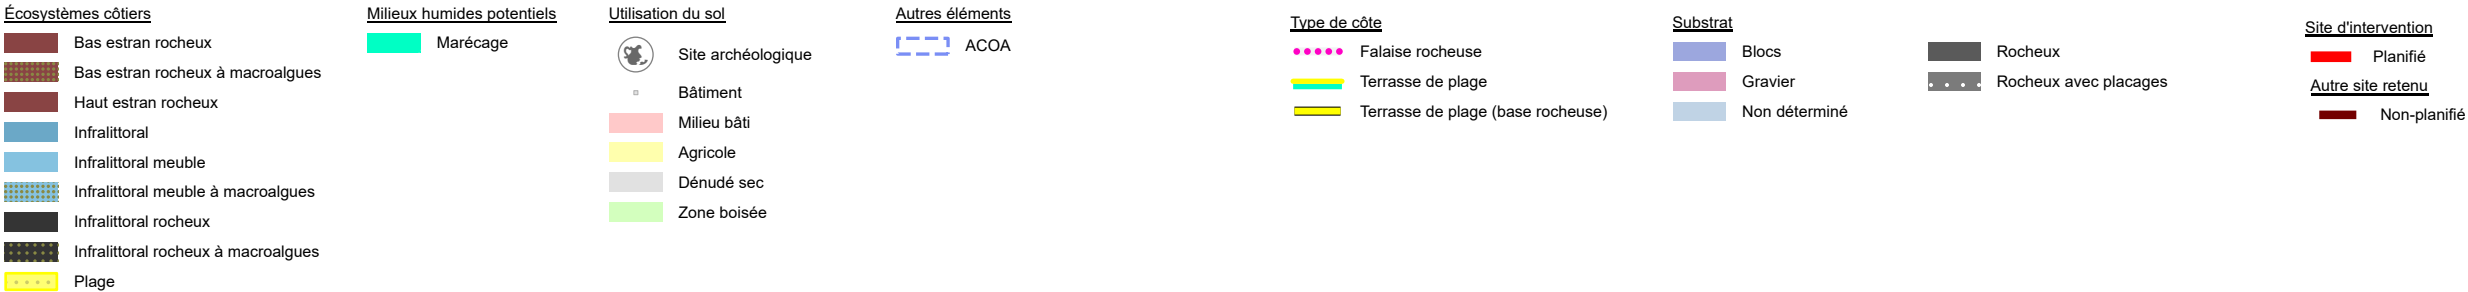 Écosystèmes côtiers
Bas estran rocheux
Bas estran rocheux à macroalgues
Haut estran rocheux
Infralittoral
Infralittoral meuble
Infralittoral meuble à macroalgues
Infralittoral rocheux
Infralittoral rocheux à macroalgues
Plage
Milieux humides potentiels
Marécage
Utilisation du sol
Site archéologique
Bâtiment
Milieu bâti
Agricole
Dénudé sec
Zone boisée
Autres éléments
ACOA
Type de côte
Falaise rocheuse
Terrasse de plage
Terrasse de plage (base rocheuse)
Substrat
Blocs
Gravier
Non déterminé
Rocheux
Rocheux avec placages
Site d'intervention
Planifié
Autre site retenu
Non-planifié